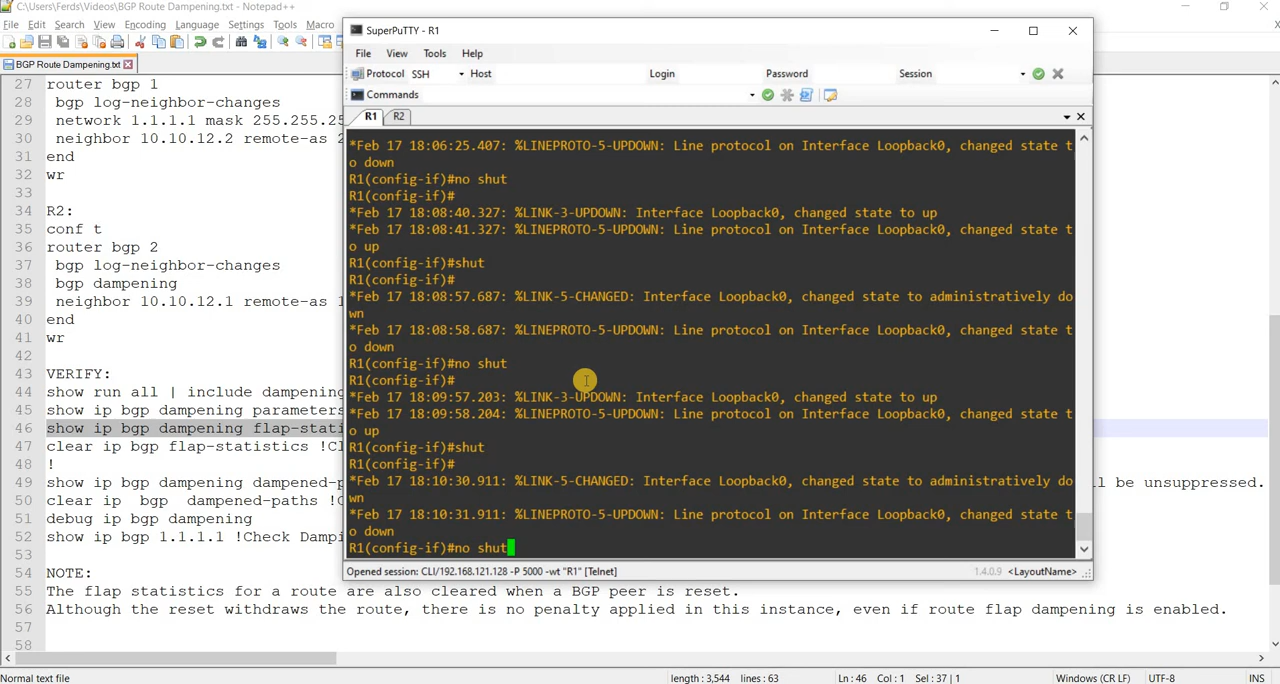 C:\Users\Ferds\Videos\BGP Route Dampening.txt - Notepad++
File Edit Search View Encoding Language Settings Tools Macro
BGP Route Dampening.txt
27 router bgp 1
28 bgp log-neighbor-changes
29 network 1.1.1.1 mask 255.255.25
30 neighbor 10.10.12.2 remote-as 2
31 end
32 wr
33
34 R2:
35 conf t
36 router bgp 2
37 bgp log-neighbor-changes
38 bgp dampening
39 neighbor 10.10.12.1 remote-as 1
40 end
41 wr
42
43 VERIFY:
44 show run all | include dampening
45 show ip bgp dampening parameters
46 show ip bgp dampening flap-stati
47 clear ip bgp flap-statistics !Cl
48 !
49 show ip bgp dampening dampened-p ll be unsuppressed.
50 clear ip bgp dampened-paths !C
51 debug ip bgp dampening
52 show ip bgp 1.1.1.1 !Check Dampi
53
54 NOTE:
55 The flap statistics for a route are also cleared when a BGP peer is reset.
56 Although the reset withdraws the route, there is no penalty applied in this instance, even if route flap dampening is enabled.
57
58
SuperPuTTY - R1
File View Tools Help
Protocol SSH Host Login Password Session
Commands
R1 R2
*Feb 17 18:06:25.407: %LINEPROTO-5-UPDOWN: Line protocol on Interface Loopback0, changed state t
o down
R1(config-if)#no shut
R1(config-if)#
*Feb 17 18:08:40.327: %LINK-3-UPDOWN: Interface Loopback0, changed state to up
*Feb 17 18:08:41.327: %LINEPROTO-5-UPDOWN: Line protocol on Interface Loopback0, changed state t
o up
R1(config-if)#shut
R1(config-if)#
*Feb 17 18:08:57.687: %LINK-5-CHANGED: Interface Loopback0, changed state to administratively do
wn
*Feb 17 18:08:58.687: %LINEPROTO-5-UPDOWN: Line protocol on Interface Loopback0, changed state t
o down
R1(config-if)#no shut
R1(config-if)#
*Feb 17 18:09:57.203: %LINK-3-UPDOWN: Interface Loopback0, changed state to up
*Feb 17 18:09:58.204: %LINEPROTO-5-UPDOWN: Line protocol on Interface Loopback0, changed state t
o up
R1(config-if)#shut
R1(config-if)#
*Feb 17 18:10:30.911: %LINK-5-CHANGED: Interface Loopback0, changed state to administratively do
wn
*Feb 17 18:10:31.911: %LINEPROTO-5-UPDOWN: Line protocol on Interface Loopback0, changed state t
o down
R1(config-if)#no shut
Opened session: CLI/192.168.121.128 -P 5000 -wt "R1" [Telnet] 1.4.0.9 <LayoutName>
Normal text file length : 3,544 lines : 63 Ln : 46 Col : 1 Sel : 37 | 1 Windows (CR LF) UTF-8 INS